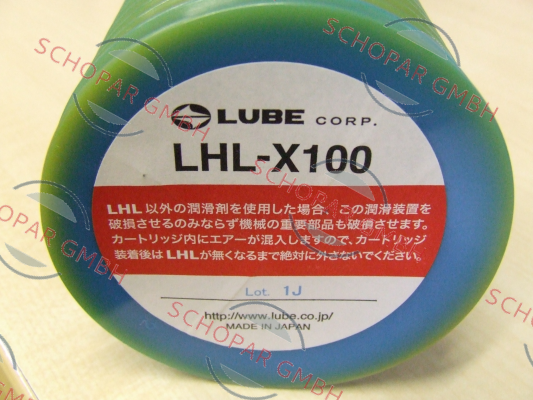 LUBE CORP.
LHL-X100
LHL 以外の潤滑剤を使用した場合、この潤滑装置を
破損させるのみならず機械の重要部品も破損させます。
カートリッジ内にエアーが混入しますので、カートリッジ
装着後は LHL が無くなるまで絶対に外さないでください。
Lot. 1J
http://www.lube.co.jp/
MADE IN JAPAN
SCHOPAR GMBH
SCHOPAR GMBH
SCHOPAR GMBH
SCHOPAR GMBH
SCHOPAR GMBH